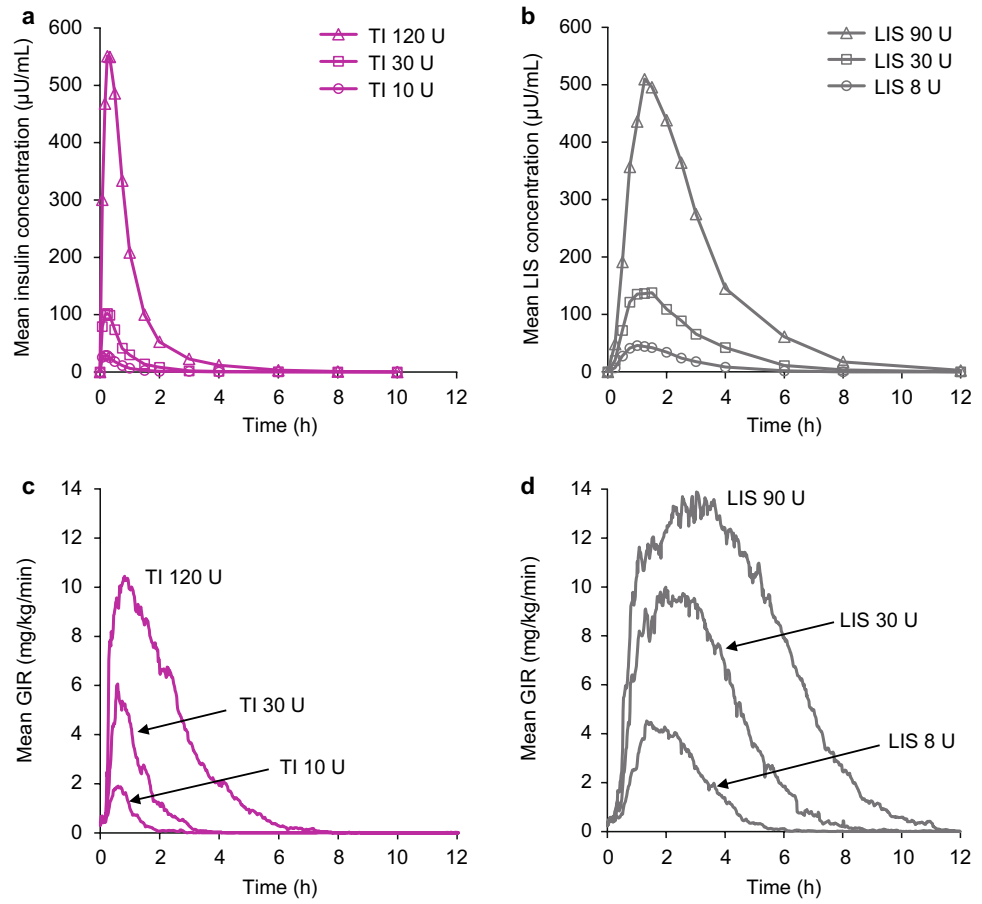 a
Mean insulin concentration (µU/mL)
600
500
400
300
200
100
0
TI 120 U
TI 30 U
TI 10 U
0 2 4 6 8 10 12
Time (h)
b
Mean LIS concentration (µU/mL)
600
500
400
300
200
100
0
LIS 90 U
LIS 30 U
LIS 8 U
0 2 4 6 8 10 12
Time (h)
c
Mean GIR (mg/kg/min)
14
12
10
8
6
4
2
0
TI 120 U
TI 30 U
TI 10 U
0 2 4 6 8 10 12
Time (h)
d
Mean GIR (mg/kg/min)
14
12
10
8
6
4
2
0
LIS 90 U
LIS 30 U
LIS 8 U
0 2 4 6 8 10 12
Time (h)